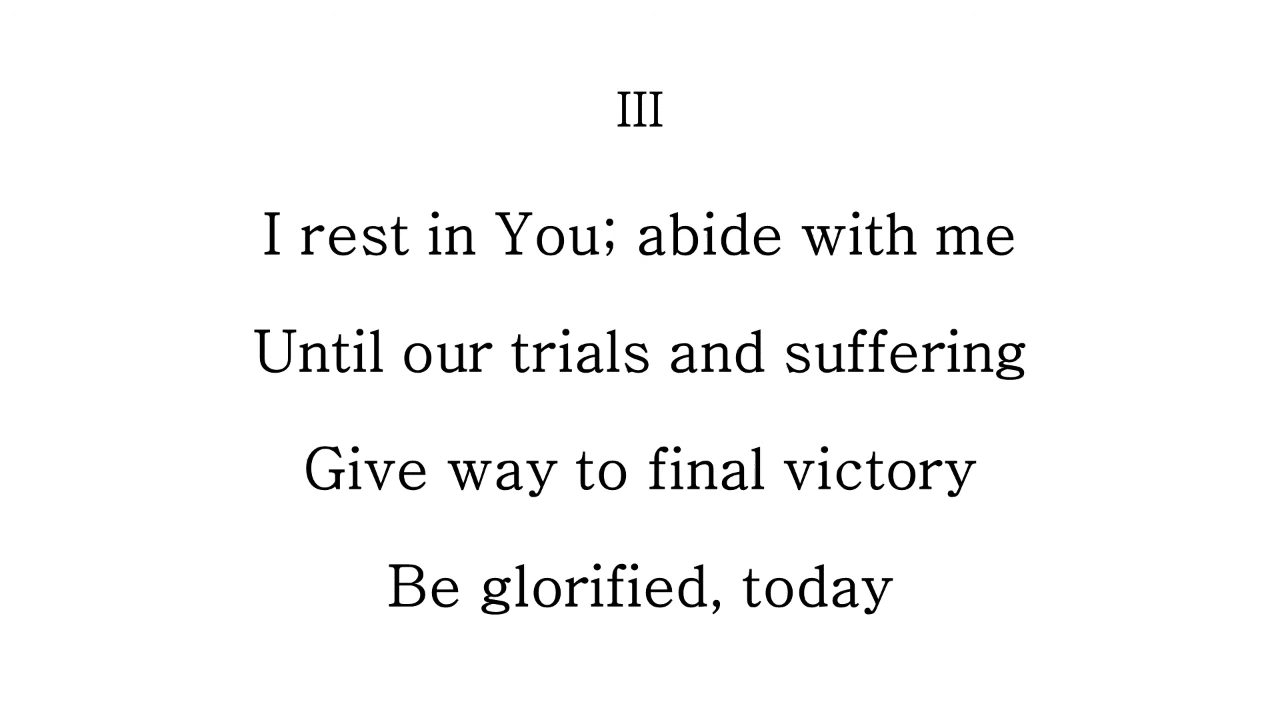 III
I rest in You; abide with me
Until our trials and suffering
Give way to final victory
Be glorified, today